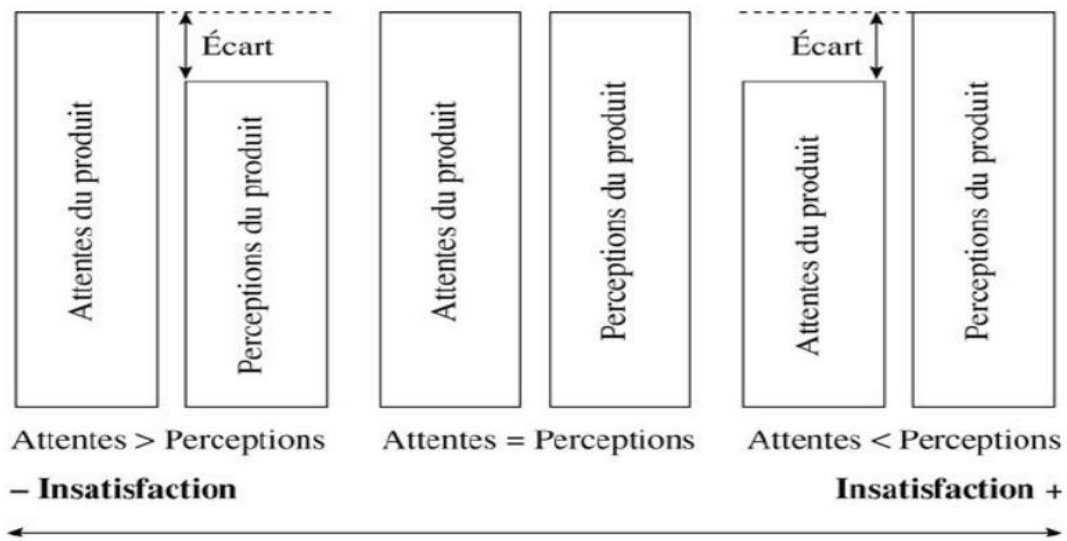 Écart
Écart
Attentes du produit
Perceptions du produit
Attentes du produit
Perceptions du produit
Attentes du produit
Perceptions du produit
Attentes > Perceptions
Attentes = Perceptions
Attentes < Perceptions
– Insatisfaction
Insatisfaction +